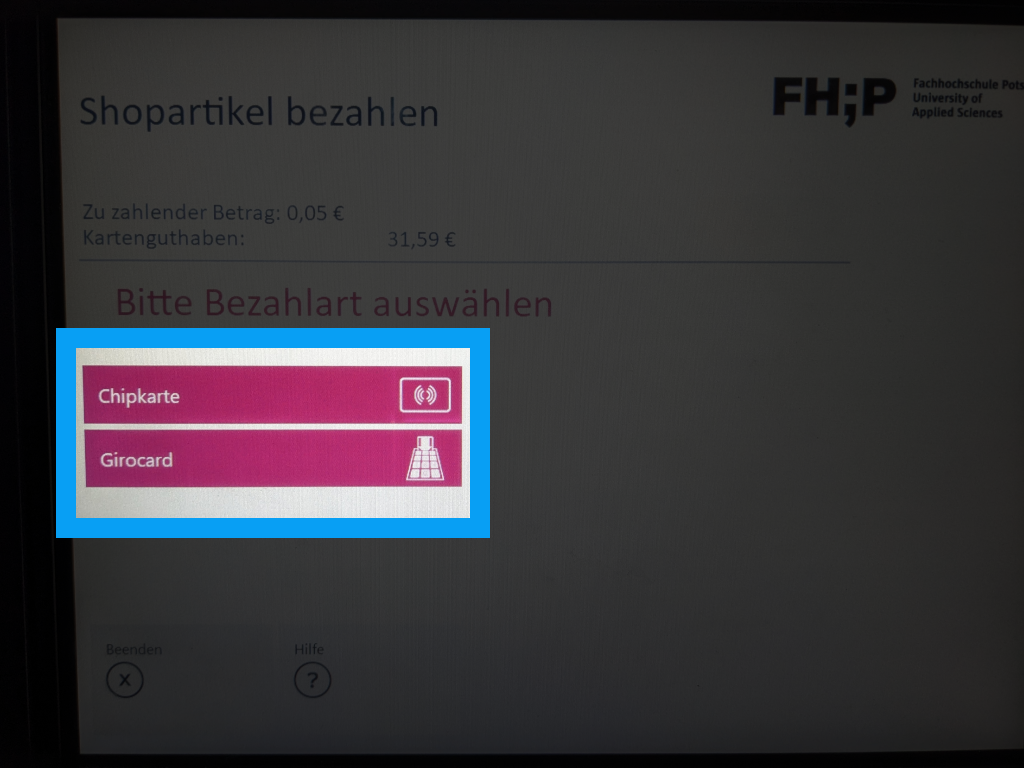 Shopartikel bezahlen
FH;P
Fachhochschule
University of
Applied Sciences
Zu zahlender Betrag: 0,05 €
Kartenguthaben: 31,59 €
Bitte Bezahlart auswählen
Chipkarte
Girocard
Beenden
X
Hilfe
?